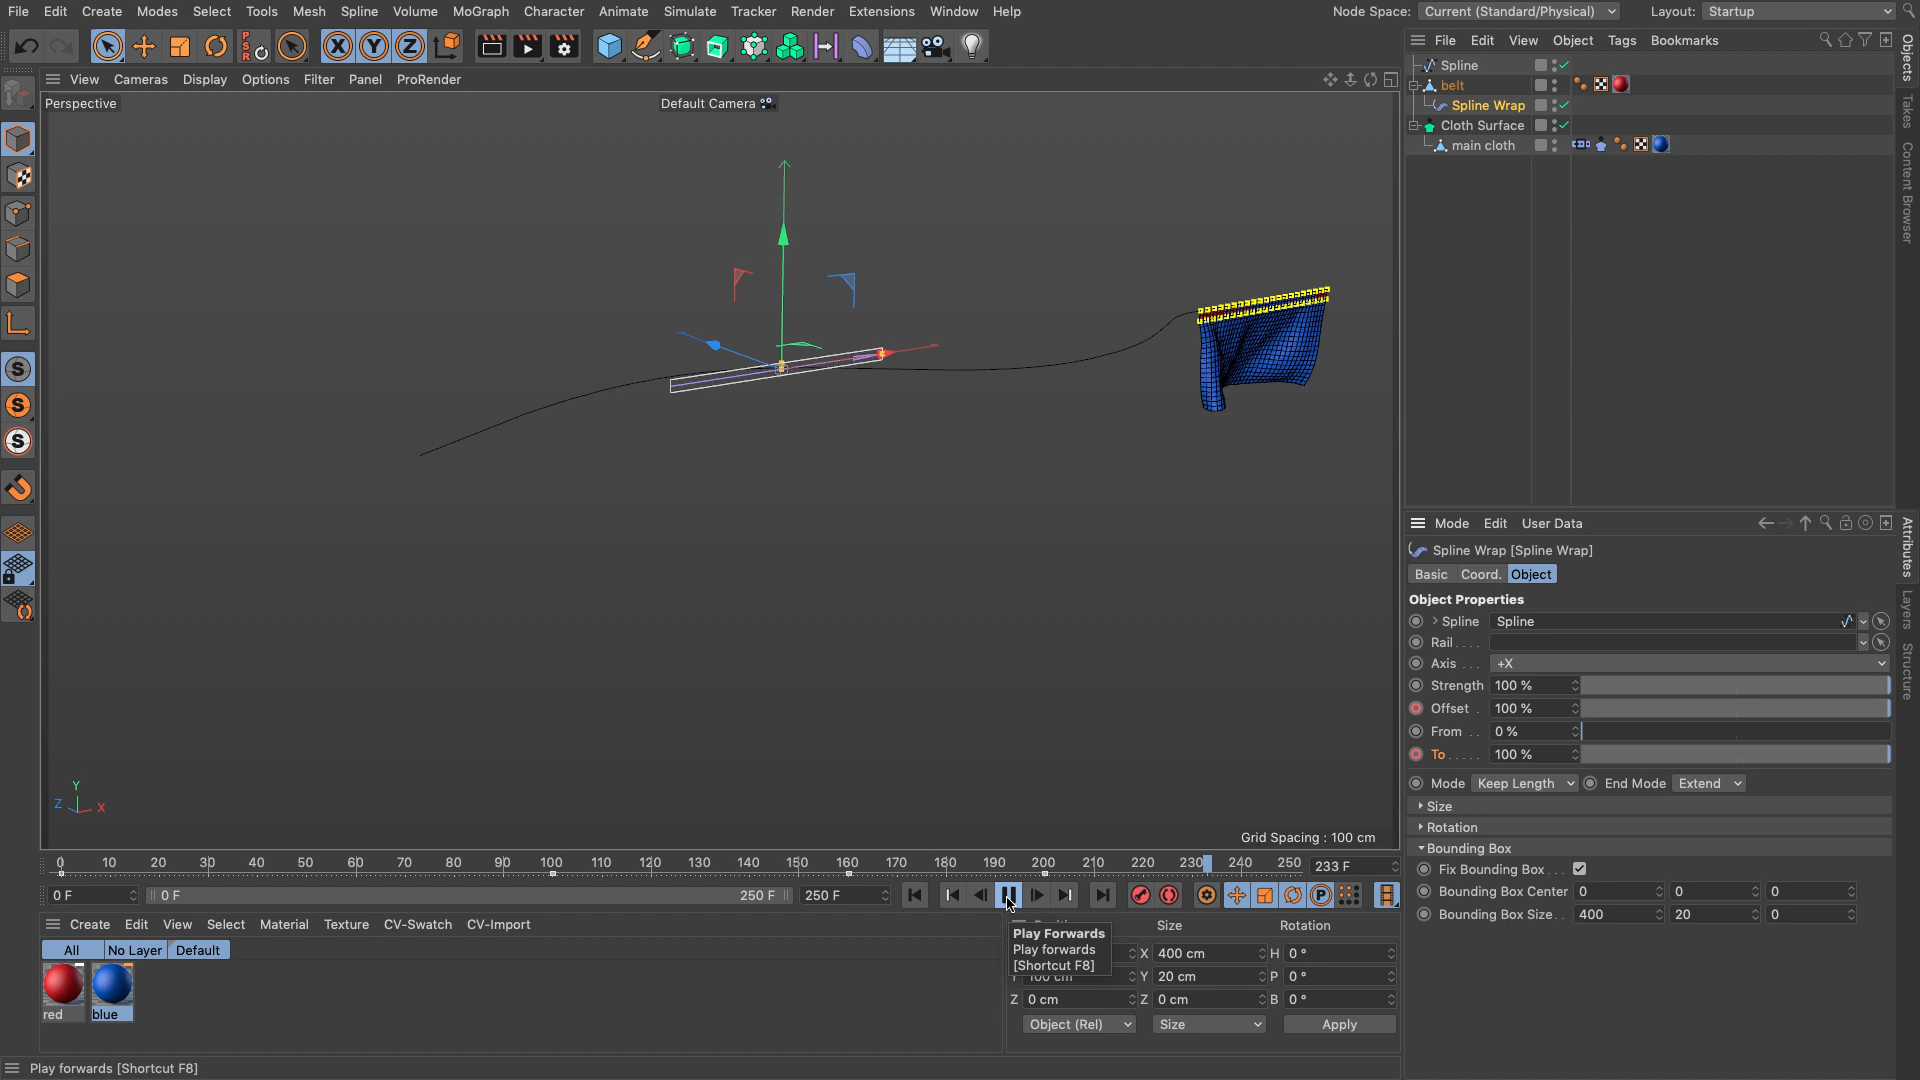 File Edit Create Modes Select Tools Mesh Spline Volume MoGraph Character Animate Simulate Tracker Render Extensions Window Help Node Space: Current (Standard/Physical) Layout: Startup
PSR X Y Z
File Edit View Object Tags Bookmarks
View Cameras Display Options Filter Panel ProRender
Perspective
Default Camera
Spline
belt
Spline Wrap
Cloth Surface
main cloth
Objects
Takes
Content Browser
Y
Z X
Grid Spacing : 100 cm
Mode Edit User Data
Spline Wrap [Spline Wrap]
Basic Coord. Object
Object Properties
Spline Spline
Rail . . . .
Axis . . . +X
Strength 100 %
Offset . 100 %
From . . 0 %
To . . . . . 100 %
Mode Keep Length End Mode Extend
Size
Rotation
Bounding Box
Fix Bounding Box . . .
Bounding Box Center 0 0 0
Bounding Box Size. . 400 20 0
Attributes
Layers
Structure
0 10 20 30 40 50 60 70 80 90 100 110 120 130 140 150 160 170 180 190 200 210 220 230 240 250 233 F
0 F 0 F 250 F 250 F
Create Edit View Select Material Texture CV-Swatch CV-Import
All No Layer Default
red blue
Size Rotation
Play Forwards
Play forwards
[Shortcut F8]
X 400 cm H 0 °
Y 20 cm P 0 °
Z 0 cm Z 0 cm B 0 °
Object (Rel) Size Apply
Play forwards [Shortcut F8]